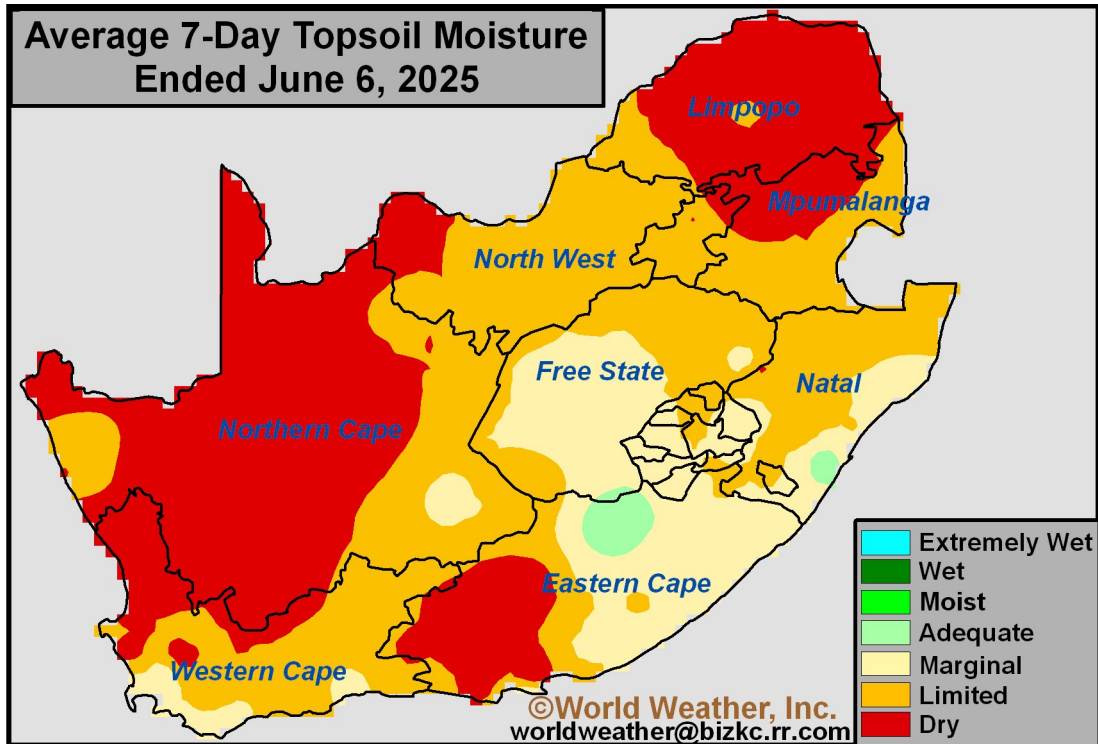 Average 7-Day Topsoil Moisture
Ended June 6, 2025
Limpopo
Mpumalanga
North West
Free State
Natal
Northern Cape
Eastern Cape
Western Cape
Extremely Wet
Wet
Moist
Adequate
Marginal
Limited
Dry
©World Weather, Inc.
worldweather@bizkc.rr.com